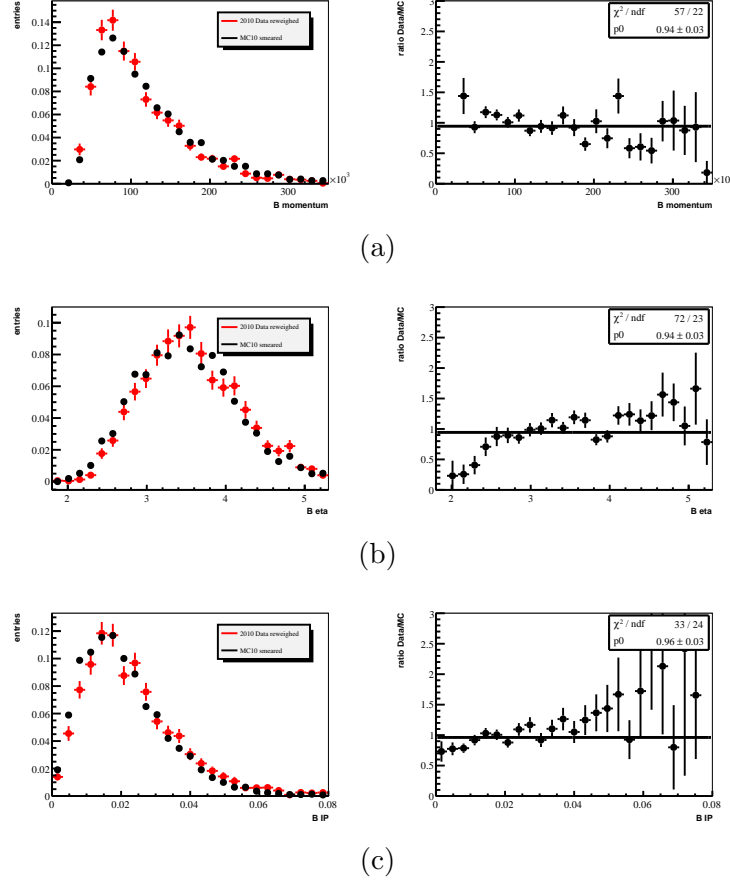 entries
0.14
0.12
0.1
0.08
0.06
0.04
0.02
0
0 100 200 300
×10³
B momentum
2010 Data reweighed
MC10 smeared
ratio Data/MC
3
2.5
2
1.5
1
0.5
0
0 100 200 300
×10
B momentum
χ² / ndf 57 / 22
p0 0.94 ± 0.03
(a)
entries
0.1
0.08
0.06
0.04
0.02
0
2 3 4 5
B eta
2010 Data reweighed
MC10 smeared
ratio Data/MC
3
2.5
2
1.5
1
0.5
0
2 3 4 5
B eta
χ² / ndf 72 / 23
p0 0.94 ± 0.03
(b)
entries
0.12
0.1
0.08
0.06
0.04
0.02
0
0 0.02 0.04 0.06 0.08
B IP
2010 Data reweighed
MC10 smeared
ratio Data/MC
3
2.5
2
1.5
1
0.5
0
0 0.02 0.04 0.06 0.08
B IP
χ² / ndf 33 / 24
p0 0.96 ± 0.03
(c)